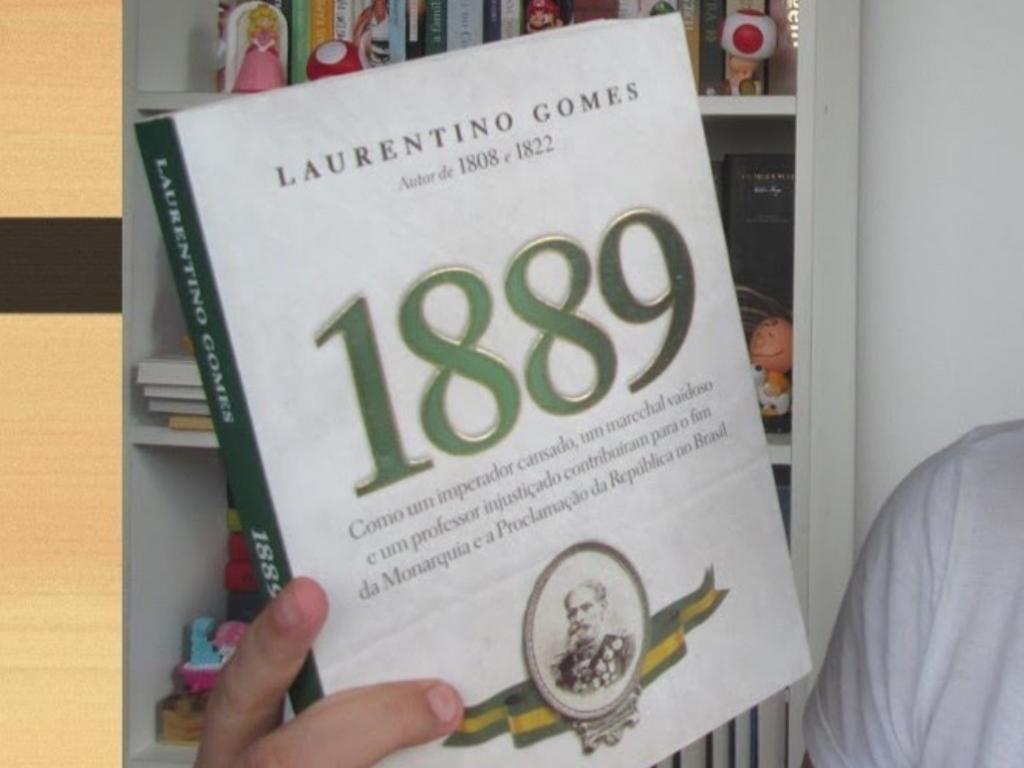 LAURENTINO GOMES
Autor de 1808 e 1822
1889
Como um imperador cansado, um marechal vaidoso
e um professor injustiçado contribuíram para o fim
da Monarquia e a Proclamação da República no Brasil
LAURENTINO GOMES
1889